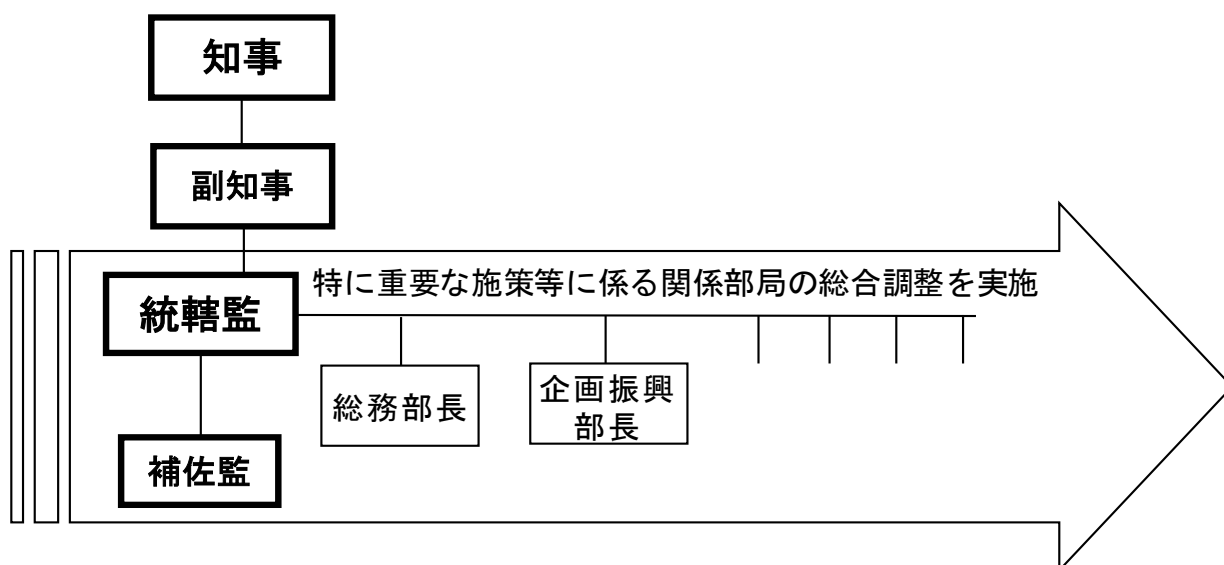 知事
副知事
特に重要な施策等に係る関係部局の総合調整を実施
統轄監
総務部長
企画振興
部長
補佐監